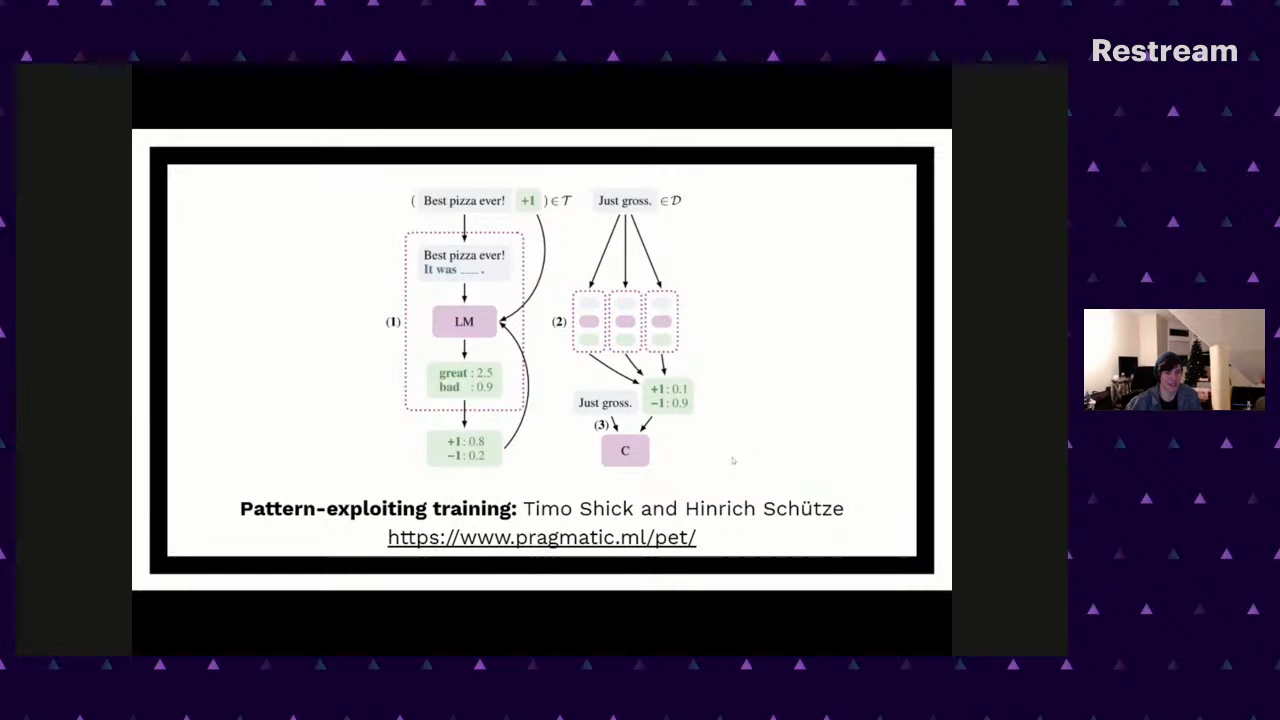 Restream
( Best pizza ever! +1 ) ∈ 𝒯
Just gross. ∈ 𝒟
Best pizza ever!
It was ___ .
(1)
LM
great : 2.5
bad : 0.9
+1 : 0.8
−1 : 0.2
(2)
+1 : 0.1
−1 : 0.9
Just gross.
(3)
C
Pattern-exploiting training: Timo Shick and Hinrich Schütze
https://www.pragmatic.ml/pet/